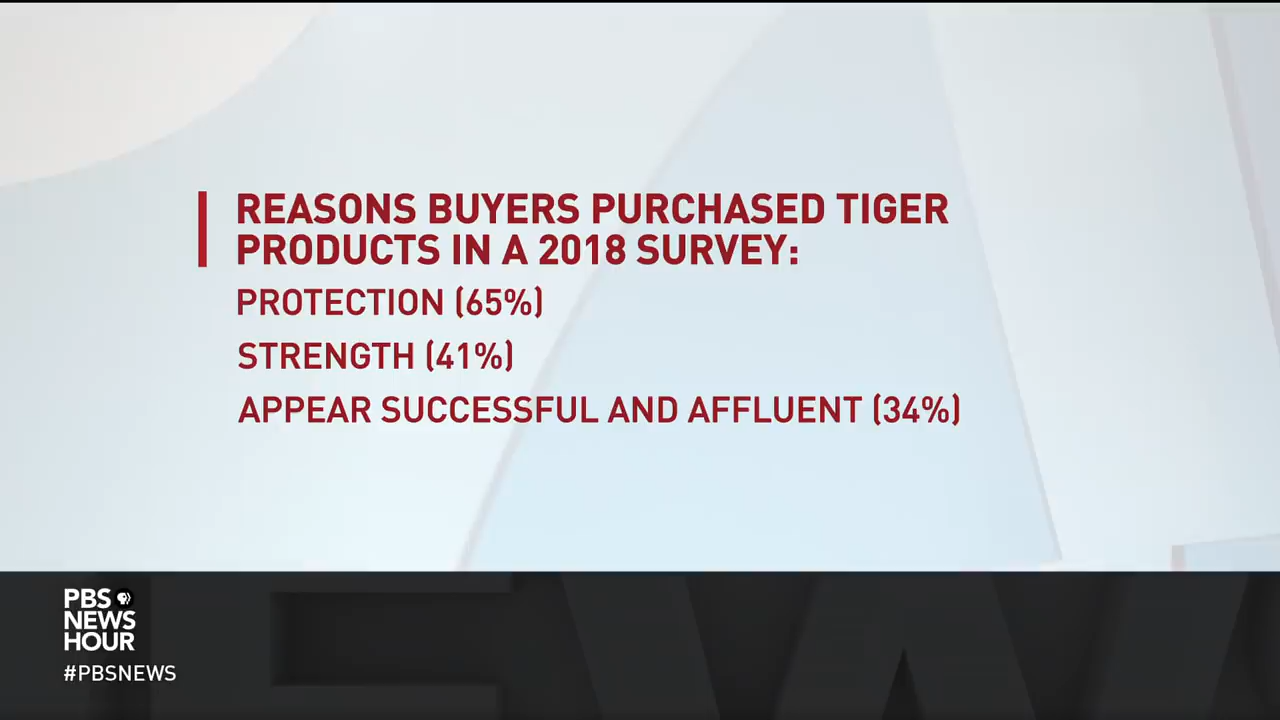 REASONS BUYERS PURCHASED TIGER
PRODUCTS IN A 2018 SURVEY:
PROTECTION (65%)
STRENGTH (41%)
APPEAR SUCCESSFUL AND AFFLUENT (34%)
PBS
NEWS
HOUR
#PBSNEWS